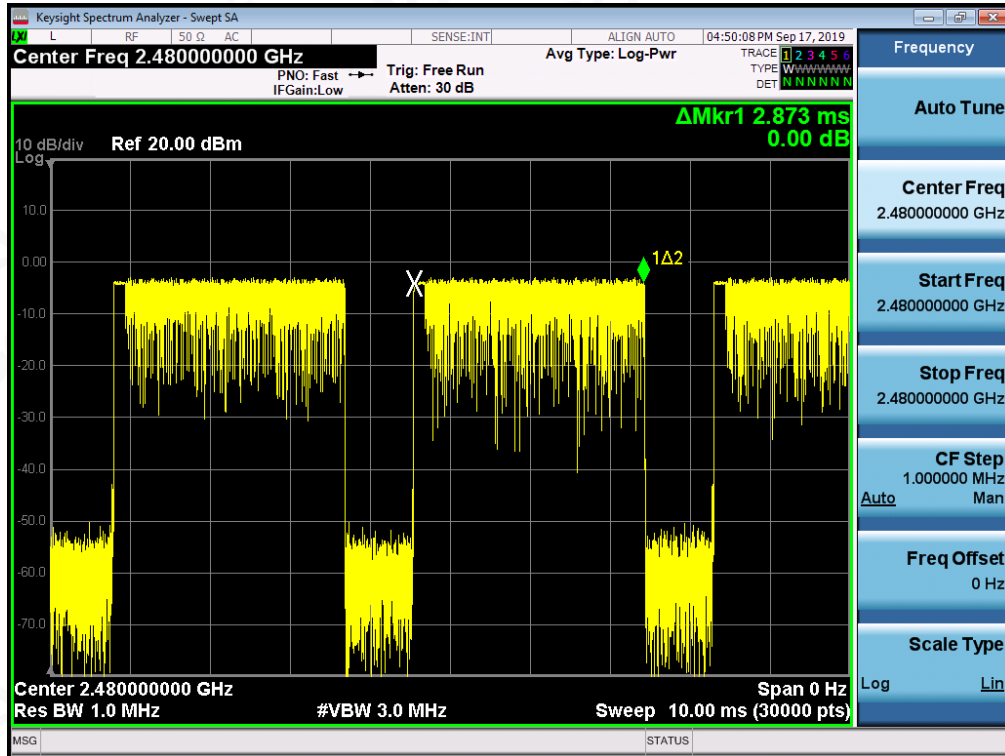 Keysight Spectrum Analyzer - Swept SA
LXI L RF 50 Ω AC SENSE:INT ALIGN AUTO 04:50:08 PM Sep 17, 2019
Center Freq 2.480000000 GHz
PNO: Fast
IFGain:Low
Trig: Free Run
Atten: 30 dB
Avg Type: Log-Pwr
TRACE 1 2 3 4 5 6
TYPE WWWWWW
DET N N N N N N
ΔMkr1 2.873 ms
0.00 dB
10 dB/div Ref 20.00 dBm
Log
10.0
0.00
1Δ2
-10.0
-20.0
-30.0
-40.0
-50.0
-60.0
-70.0
Center 2.480000000 GHz Span 0 Hz
Res BW 1.0 MHz #VBW 3.0 MHz Sweep 10.00 ms (30000 pts)
MSG STATUS
Frequency
Auto Tune
Center Freq
2.480000000 GHz
Start Freq
2.480000000 GHz
Stop Freq
2.480000000 GHz
CF Step
1.000000 MHz
Auto Man
Freq Offset
0 Hz
Scale Type
Log Lin